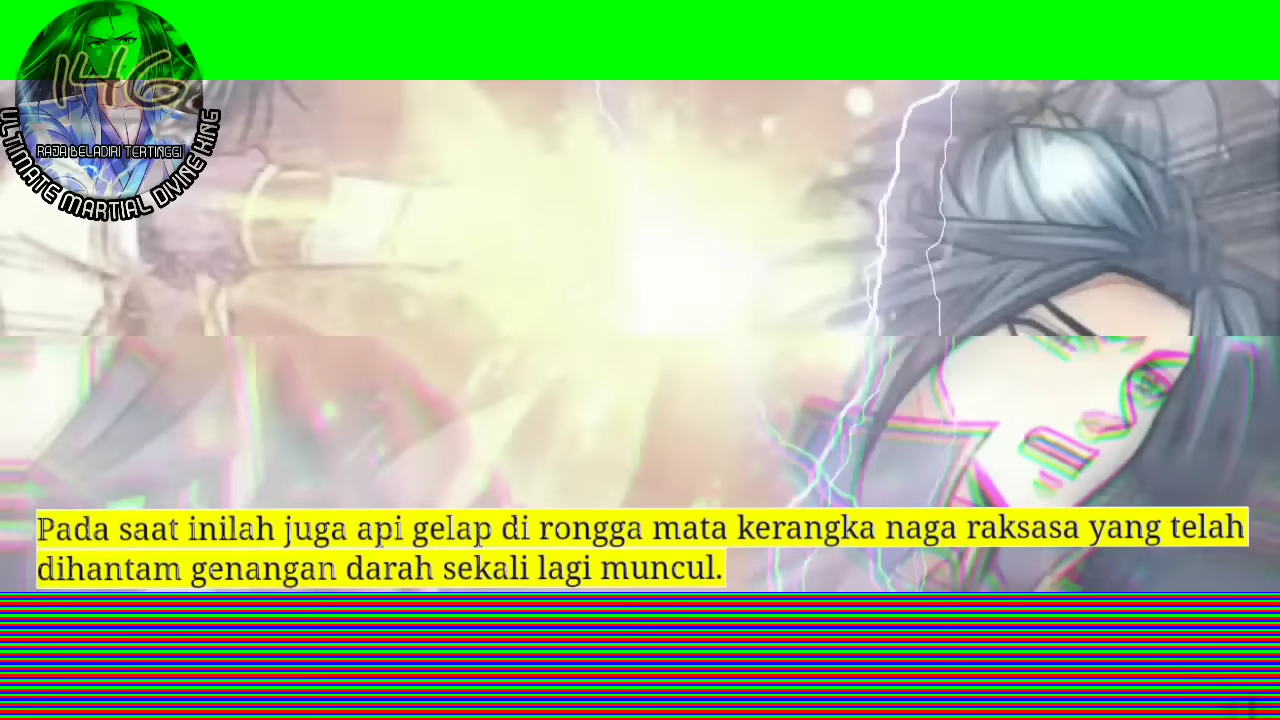 146
RAJA BELADIRI TERTINGGI
ULTIMATE MARTIAL DIVINE KING
Pada saat inilah juga api gelap di rongga mata kerangka naga raksasa yang telah
dihantam genangan darah sekali lagi muncul.